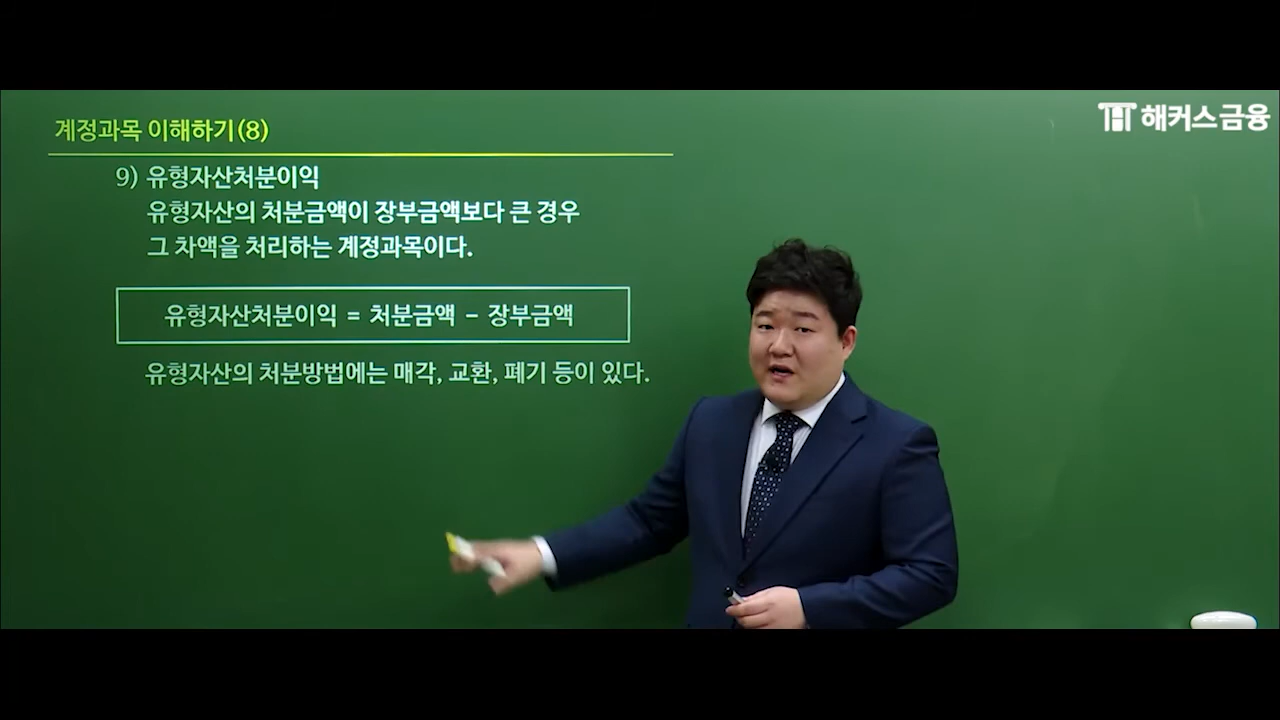 계정과목 이해하기(8)
해커스금융
9) 유형자산처분이익
유형자산의 처분금액이 장부금액보다 큰 경우
그 차액을 처리하는 계정과목이다.
유형자산처분이익 = 처분금액 - 장부금액
유형자산의 처분방법에는 매각, 교환, 폐기 등이 있다.